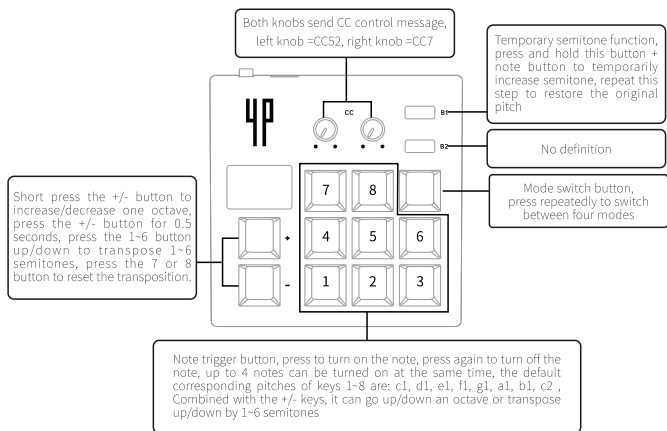 Both knobs send CC control message,
left knob =CC52, right knob =CC7
Temporary semitone function,
press and hold this button +
note button to temporarily
increase semitone, repeat this
step to restore the original
pitch
CC
B1
B2
No definition
Mode switch button,
press repeatedly to switch
between four modes
7 8
4 5 6
1 2 3
+
-
Short press the +/- button to
increase/decrease one octave,
press the +/- button for 0.5
seconds, press the 1~6 button
up/down to transpose 1~6
semitones, press the 7 or 8
button to reset the transposition.
Note trigger button, press to turn on the note, press again to turn off the
note, up to 4 notes can be turned on at the same time, the default
corresponding pitches of keys 1~8 are: c1, d1, e1, f1, g1, a1, b1, c2 ,
Combined with the +/- keys, it can go up/down an octave or transpose
up/down by 1~6 semitones